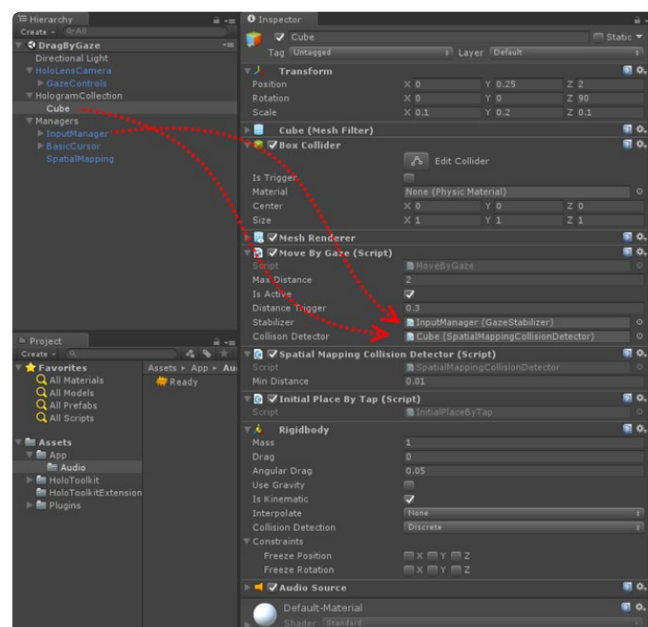 Hierarchy
Create
All
DragByGaze
Directional Light
HoloLensCamera
GazeControls
HologramCollection
Cube
Managers
InputManager
BasicCursor
SpatialMapping
Project
Create
Favorites
All Materials
All Models
All Prefabs
All Scripts
Assets
App
Audio
HoloToolkit
HoloToolkitExtension
Plugins
Assets App Au
Ready
Inspector
Cube Static
Tag Untagged Layer Default
Transform
Position X 0 Y 0.25 Z 2
Rotation X 0 Y 0 Z 90
Scale X 0.1 Y 0.2 Z 0.1
Cube (Mesh Filter)
Box Collider
Edit Collider
Is Trigger
Material None (Physic Material)
Center X 0 Y 0 Z 0
Size X 1 Y 1 Z 1
Mesh Renderer
Move By Gaze (Script)
Script MoveByGaze
Max Distance 2
Is Active
Distance Trigger 0.3
Stabilizer InputManager (GazeStabilizer)
Collison Detector Cube (SpatialMappingCollisionDetector)
Spatial Mapping Collision Detector (Script)
Script SpatialMappingCollisionDetector
Min Distance 0.01
Initial Place By Tap (Script)
Script InitialPlaceByTap
Rigidbody
Mass 1
Drag 0
Angular Drag 0.05
Use Gravity
Is Kinematic
Interpolate None
Collision Detection Discrete
Constraints
Freeze Position X Y Z
Freeze Rotation X Y Z
Audio Source
Default-Material
Shader Standard